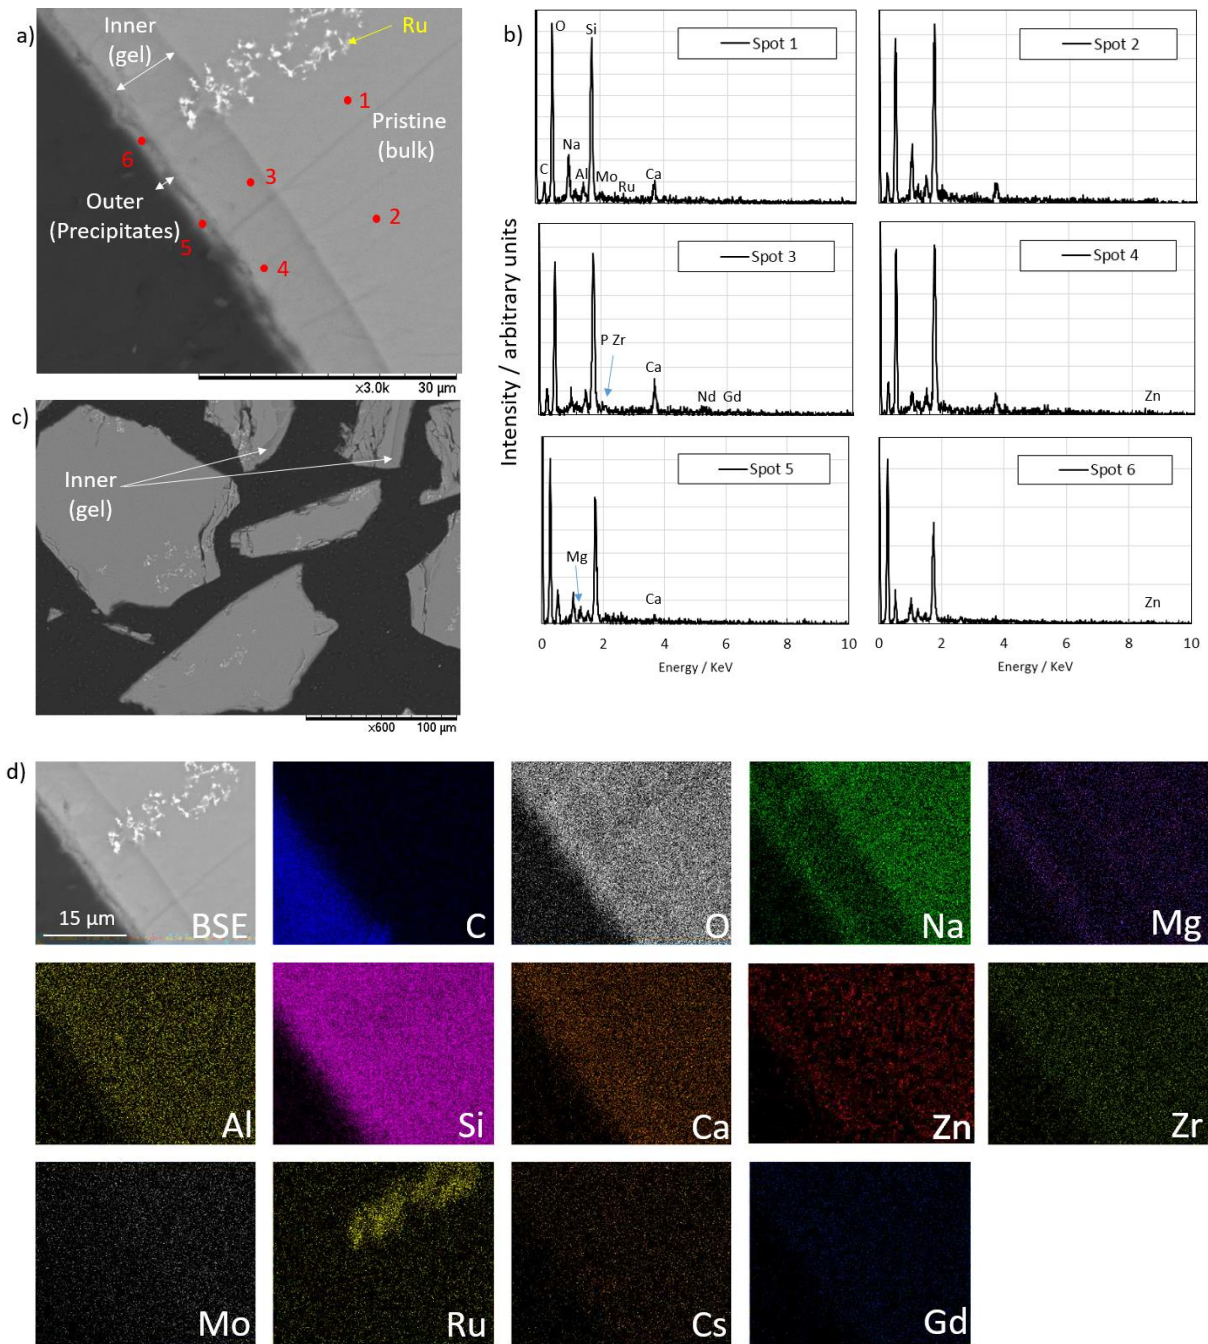 a)
Inner
(gel)
Ru
1
Pristine
(bulk)
6
3
Outer
(Precipitates)
2
5
4
×3.0k 30 µm
b)
O
Si
Spot 1
Na
C
Al
Mo
Ru
Ca
Spot 2
Spot 3
P Zr
Ca
Nd Gd
Spot 4
Zn
Spot 5
Mg
Ca
Spot 6
Zn
0 2 4 6 8 10
0 2 4 6 8 10
Energy / KeV
Energy / KeV
Intensity / arbitrary units
c)
Inner
(gel)
×600 100 µm
d)
15 µm
BSE
C
O
Na
Mg
Al
Si
Ca
Zn
Zr
Mo
Ru
Cs
Gd